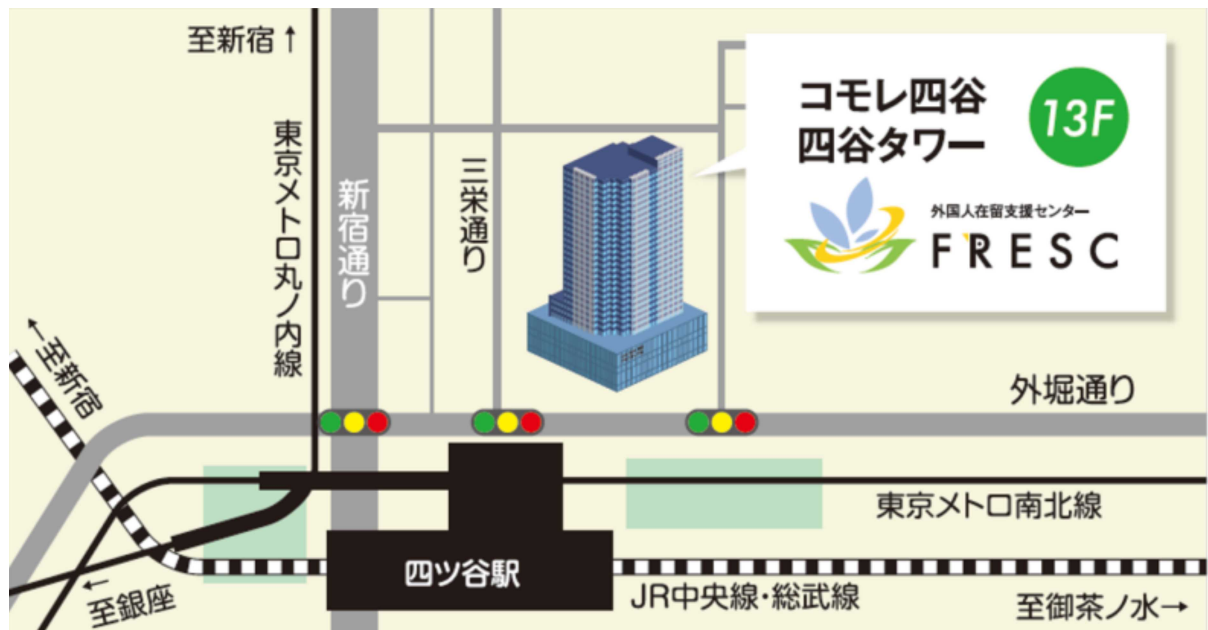 至新宿↑
東京メトロ丸ノ内線
新宿通り
三栄通り
コモレ四谷
四谷タワー
13F
外国人在留支援センター
FRESC
←至新宿
外堀通り
東京メトロ南北線
四ツ谷駅
JR中央線・総武線
←
至銀座
至御茶ノ水→